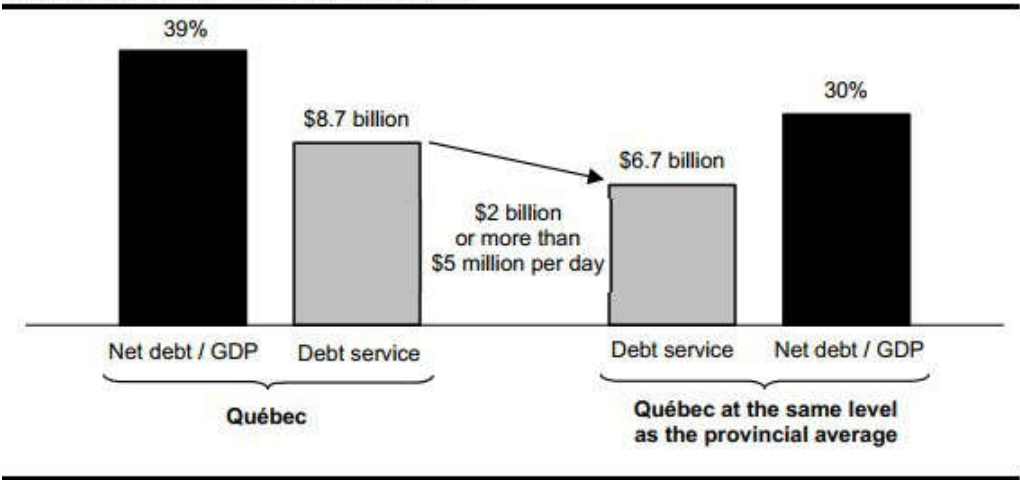 39%
$8.7 billion
$6.7 billion
30%
$2 billion
or more than
$5 million per day
Net debt / GDP
Debt service
Debt service
Net debt / GDP
Québec
Québec at the same level
as the provincial average